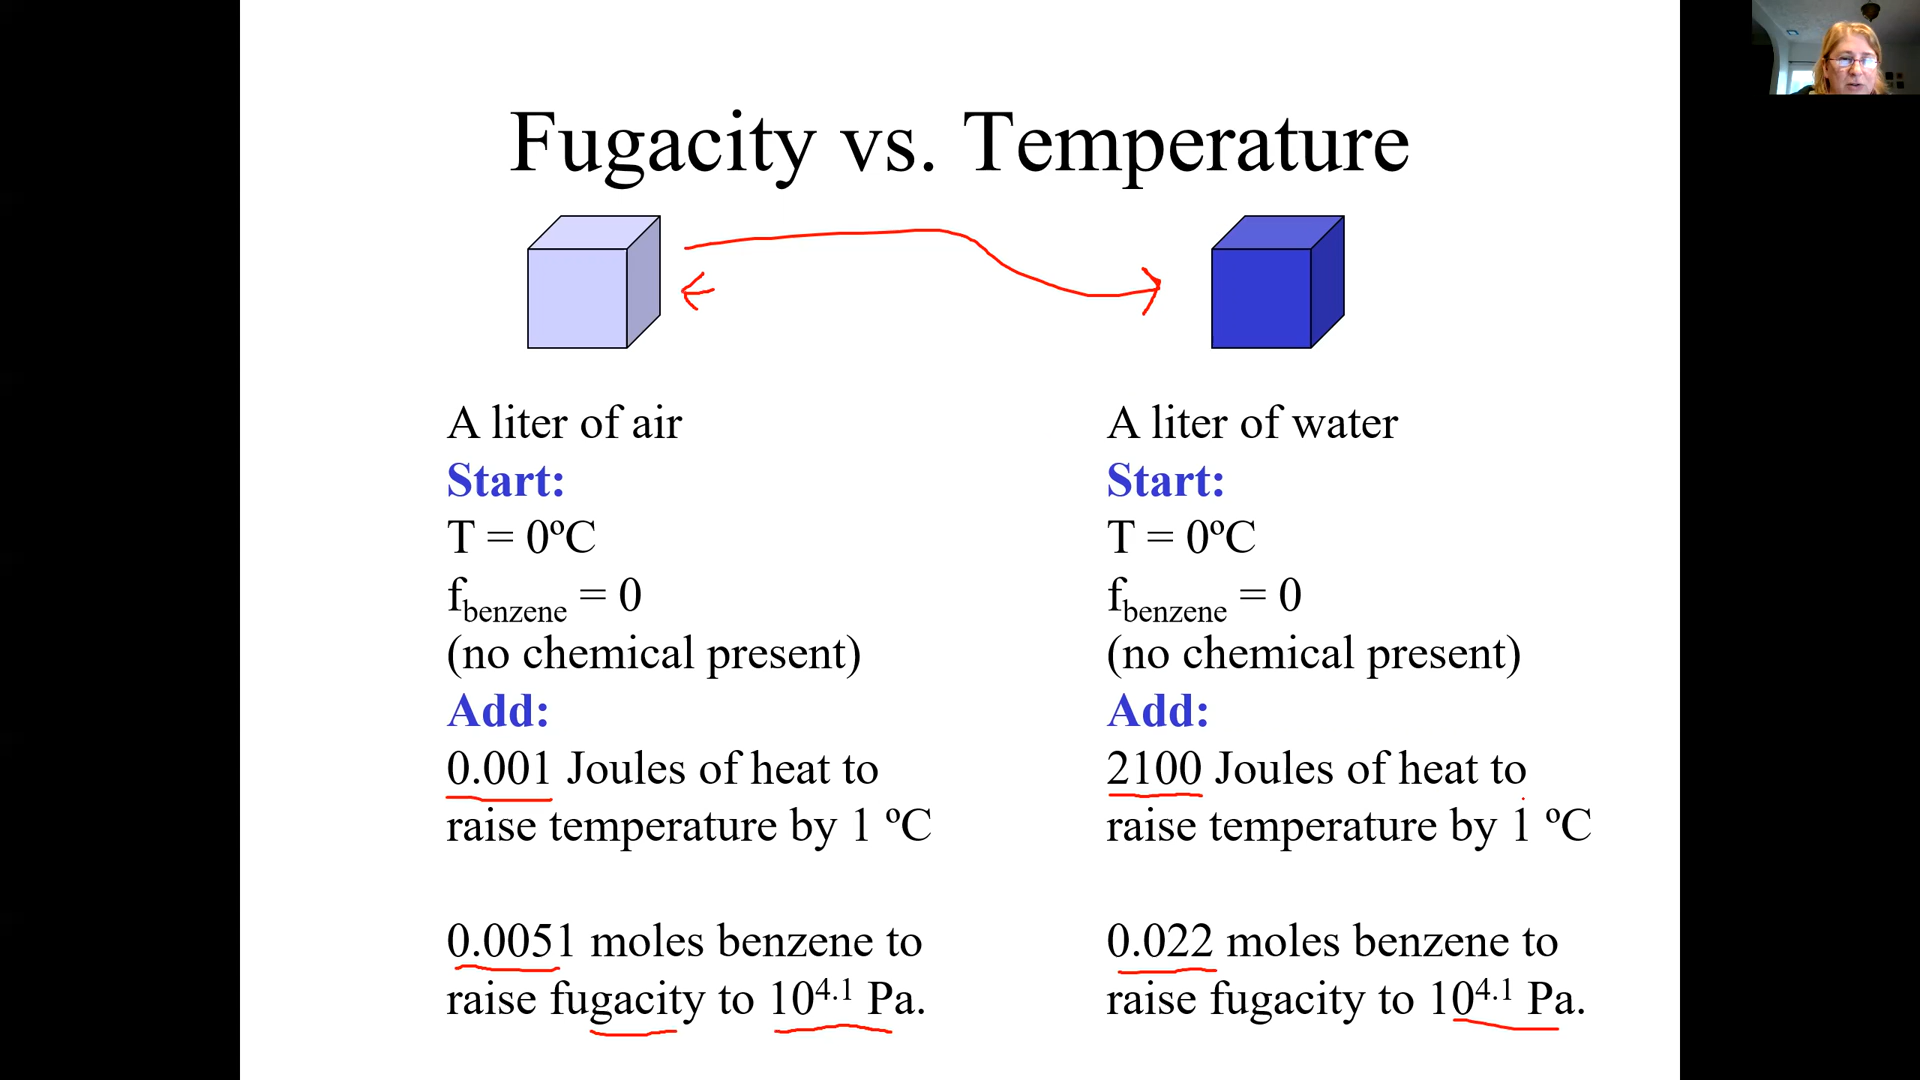 Fugacity vs. Temperature
A liter of air
Start:
T = 0ºC
f_benzene = 0
(no chemical present)
Add:
0.001 Joules of heat to
raise temperature by 1 ºC
0.0051 moles benzene to
raise fugacity to 10^4.1 Pa.
A liter of water
Start:
T = 0ºC
f_benzene = 0
(no chemical present)
Add:
2100 Joules of heat to
raise temperature by 1 ºC
0.022 moles benzene to
raise fugacity to 10^4.1 Pa.